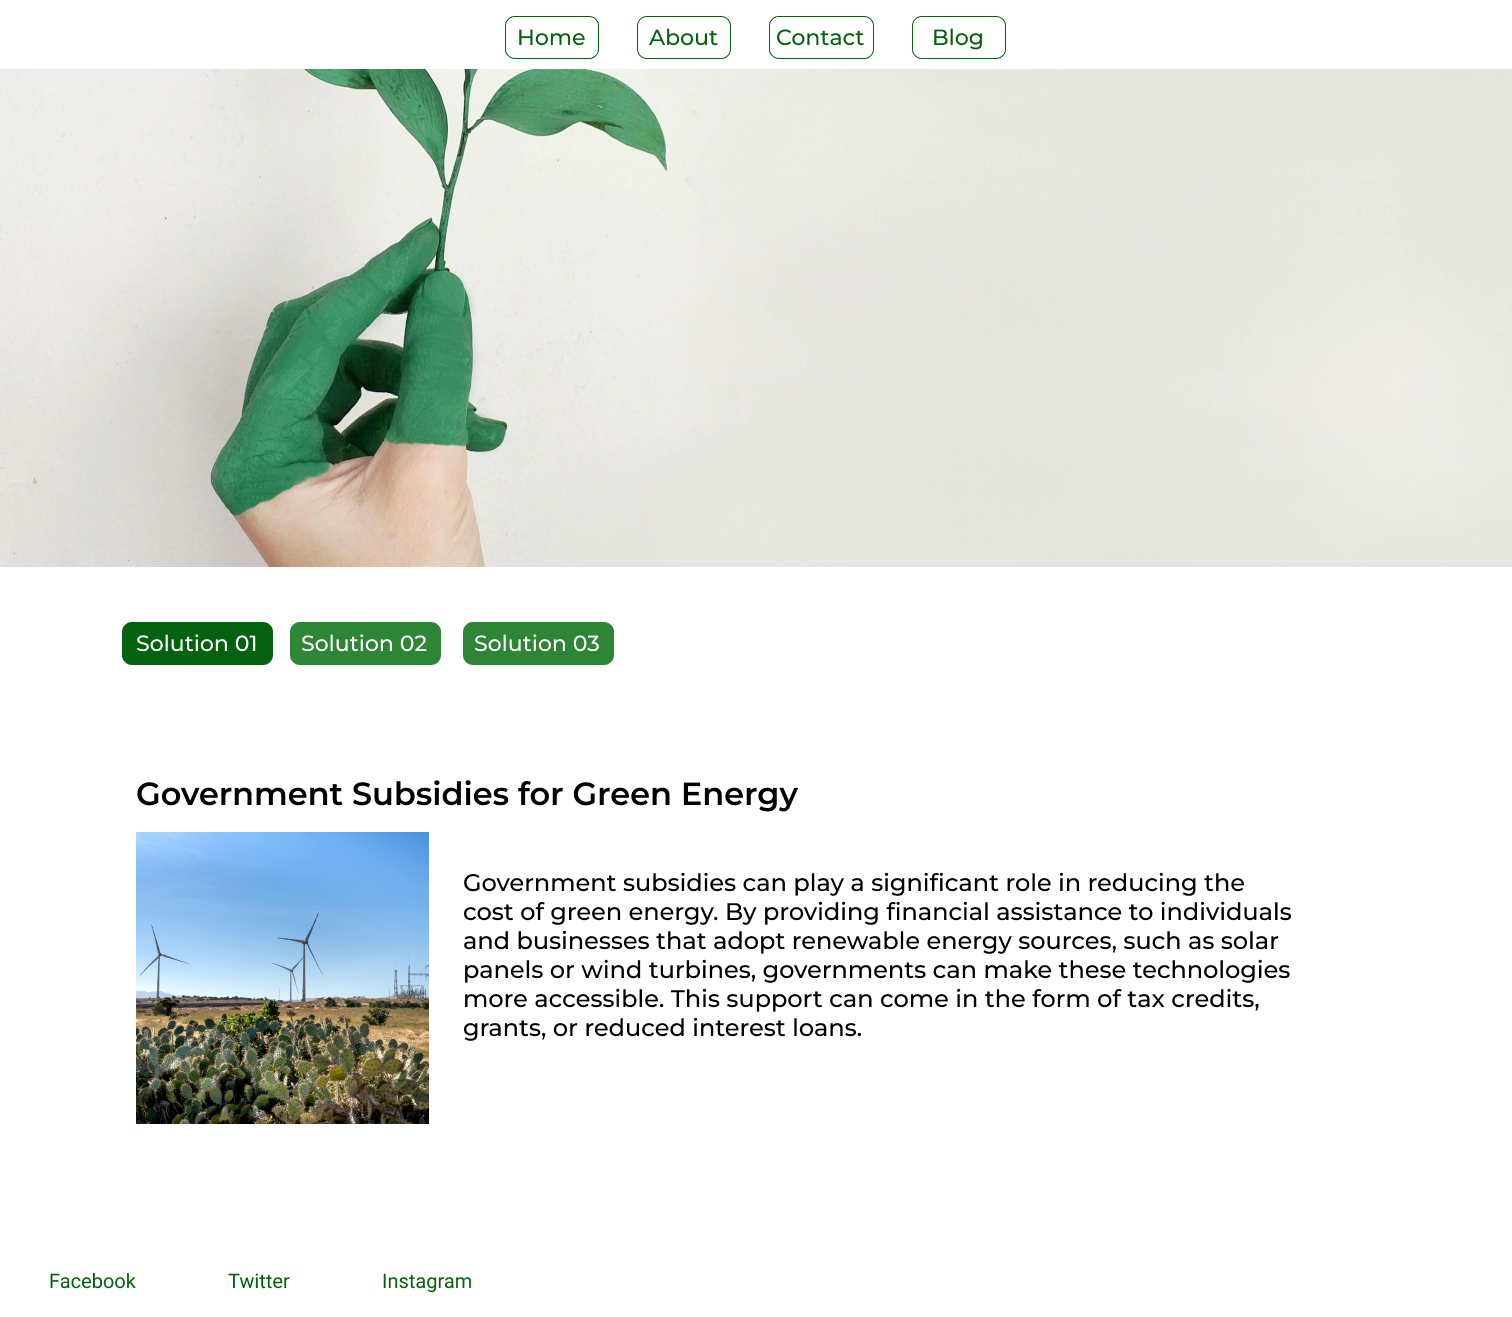 Home
About
Contact
Blog
Solution 01
Solution 02
Solution 03
Government Subsidies for Green Energy
Government subsidies can play a significant role in reducing the
cost of green energy. By providing financial assistance to individuals
and businesses that adopt renewable energy sources, such as solar
panels or wind turbines, governments can make these technologies
more accessible. This support can come in the form of tax credits,
grants, or reduced interest loans.
Facebook
Twitter
Instagram